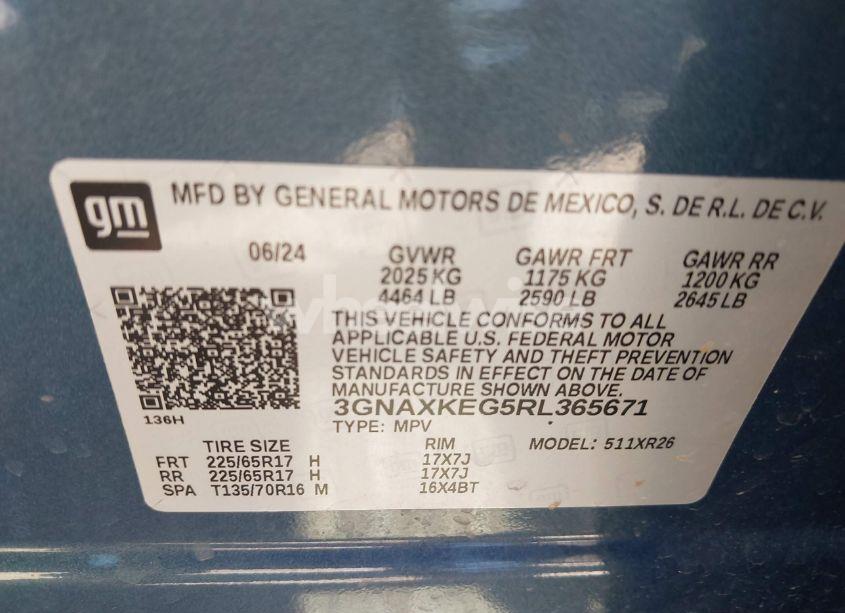 gm MFD BY GENERAL MOTORS DE MEXICO, S. DE R.L. DE C.V.
06/24 GVWR GAWR FRT GAWR RR
2025 KG 1175 KG 1200 KG
4464 LB 2590 LB 2645 LB
THIS VEHICLE CONFORMS TO ALL
APPLICABLE U.S. FEDERAL MOTOR
VEHICLE SAFETY AND THEFT PREVENTION
STANDARDS IN EFFECT ON THE DATE OF
MANUFACTURE SHOWN ABOVE.
136H 3GNAXKEG5RL365671
TYPE: MPV
TIRE SIZE RIM MODEL: 511XR26
FRT 225/65R17 H 17X7J
RR 225/65R17 H 17X7J
SPA T135/70R16 M 16X4BT